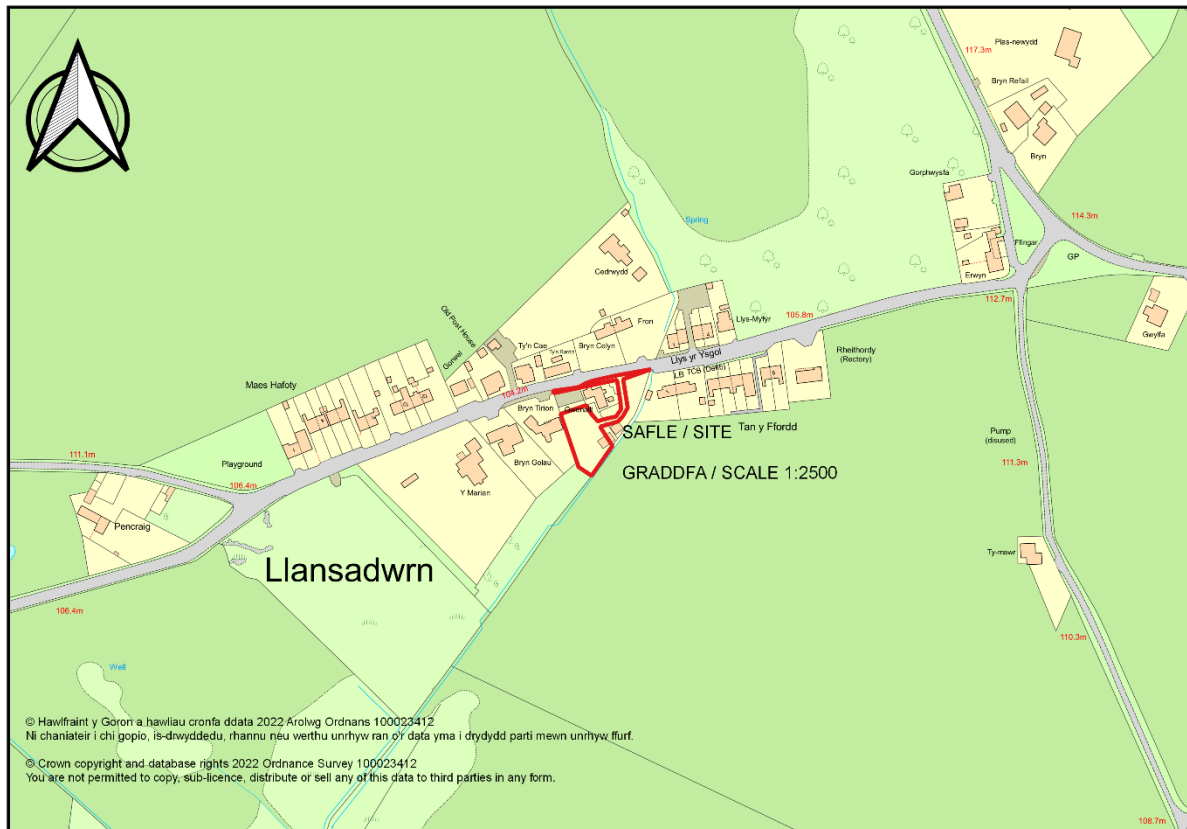 Plas-newydd
117.3m
Bryn Refail
Bryn
Gorphwysfa
114.3m
Spring
Ffingar
GP
Cedrwydd
Erwyn
112.7m
Gwylfa
Old Post House
Fron
Llys-Myfyr
105.8m
Ty'n Cae
Bryn Celyn
Gorwel
Llys yr Ysgol
Rheithordy
(Rectory)
Maes Hafoty
104.2m
LB
TCB
Bryn Tirion
SAFLE / SITE
Tan y Ffordd
Pump
(disused)
111.1m
Playground
Bryn Golau
GRADDFA / SCALE 1:2500
111.3m
106.4m
Y Marian
Pencraig
Llansadwrn
Ty-mawr
106.4m
110.3m
Well
© Hawlfraint y Goron a hawliau cronfa ddata 2022 Arolwg Ordnans 100023412
Ni chaniateir i chi gopio, is-drwyddedu, rhannu neu werthu unrhyw ran o'r data yma i drydydd parti mewn unrhyw ffurf.
© Crown copyright and database rights 2022 Ordnance Survey 100023412
You are not permitted to copy, sub-licence, distribute or sell any of this data to third parties in any form.
108.7m